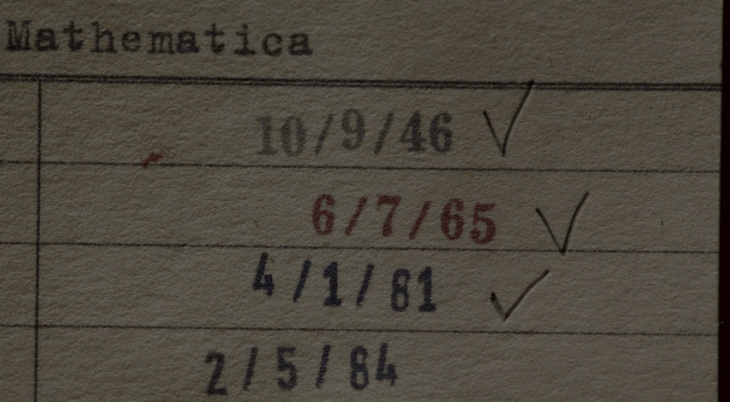 Mathematica
10/9/46 ✓
6/7/65 ✓
4/1/81 ✓
2/5/84